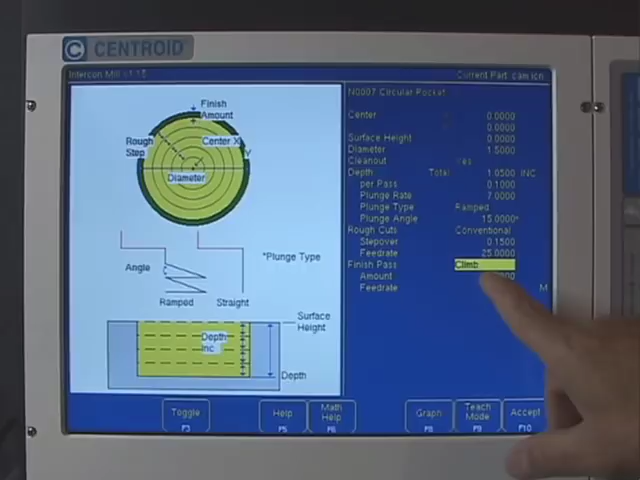 C CENTROID
Intercon Mill v1.15
Current Part: cam.icn
N0007 Circular Pocket
Finish
Amount
Rough
Step
Center X
Y
Diameter
*Plunge Type
Angle
Ramped
Straight
Surface
Height
Depth
Inc
Depth
Center 0.0000
0.0000
Surface Height 0.0000
Diameter 1.5000
Cleanout Yes
Depth Total 1.0500 INC
per Pass 0.1000
Plunge Rate 7.0000
Plunge Type Ramped
Plunge Angle 15.0000°
Rough Cuts Conventional
Stepover 0.1500
Feedrate 25.0000
Finish Pass Climb
Amount
Feedrate M
Toggle
F3
Help
F5
Math
Help
F6
Graph
F8
Teach
Mode
F9
Accept
F10